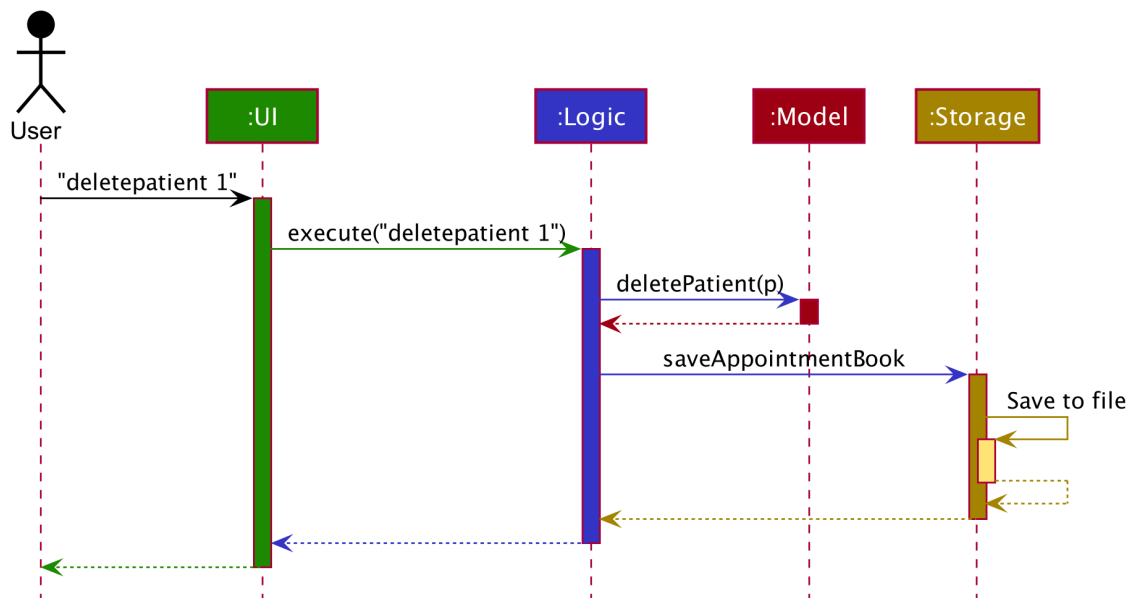 User
:UI
:Logic
:Model
:Storage
"deletepatient 1"
execute("deletepatient 1")
deletePatient(p)
saveAppointmentBook
Save to file